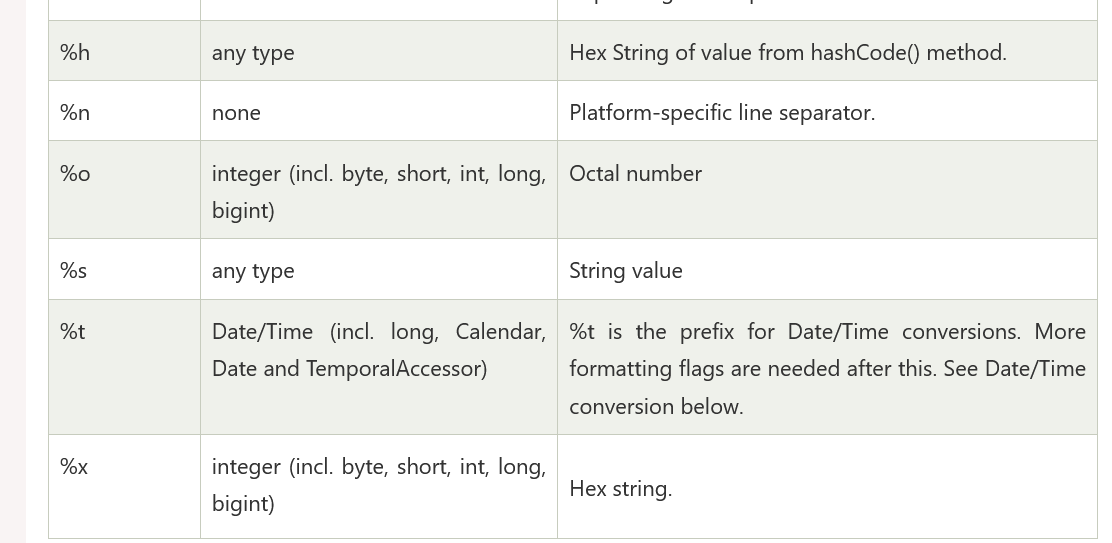 %h any type Hex String of value from hashCode() method.
%n none Platform-specific line separator.
%o integer (incl. byte, short, int, long, Octal number
bigint)
%s any type String value
%t Date/Time (incl. long, Calendar, %t is the prefix for Date/Time conversions. More
Date and TemporalAccessor) formatting flags are needed after this. See Date/Time
conversion below.
%x integer (incl. byte, short, int, long,
bigint)
Hex string.